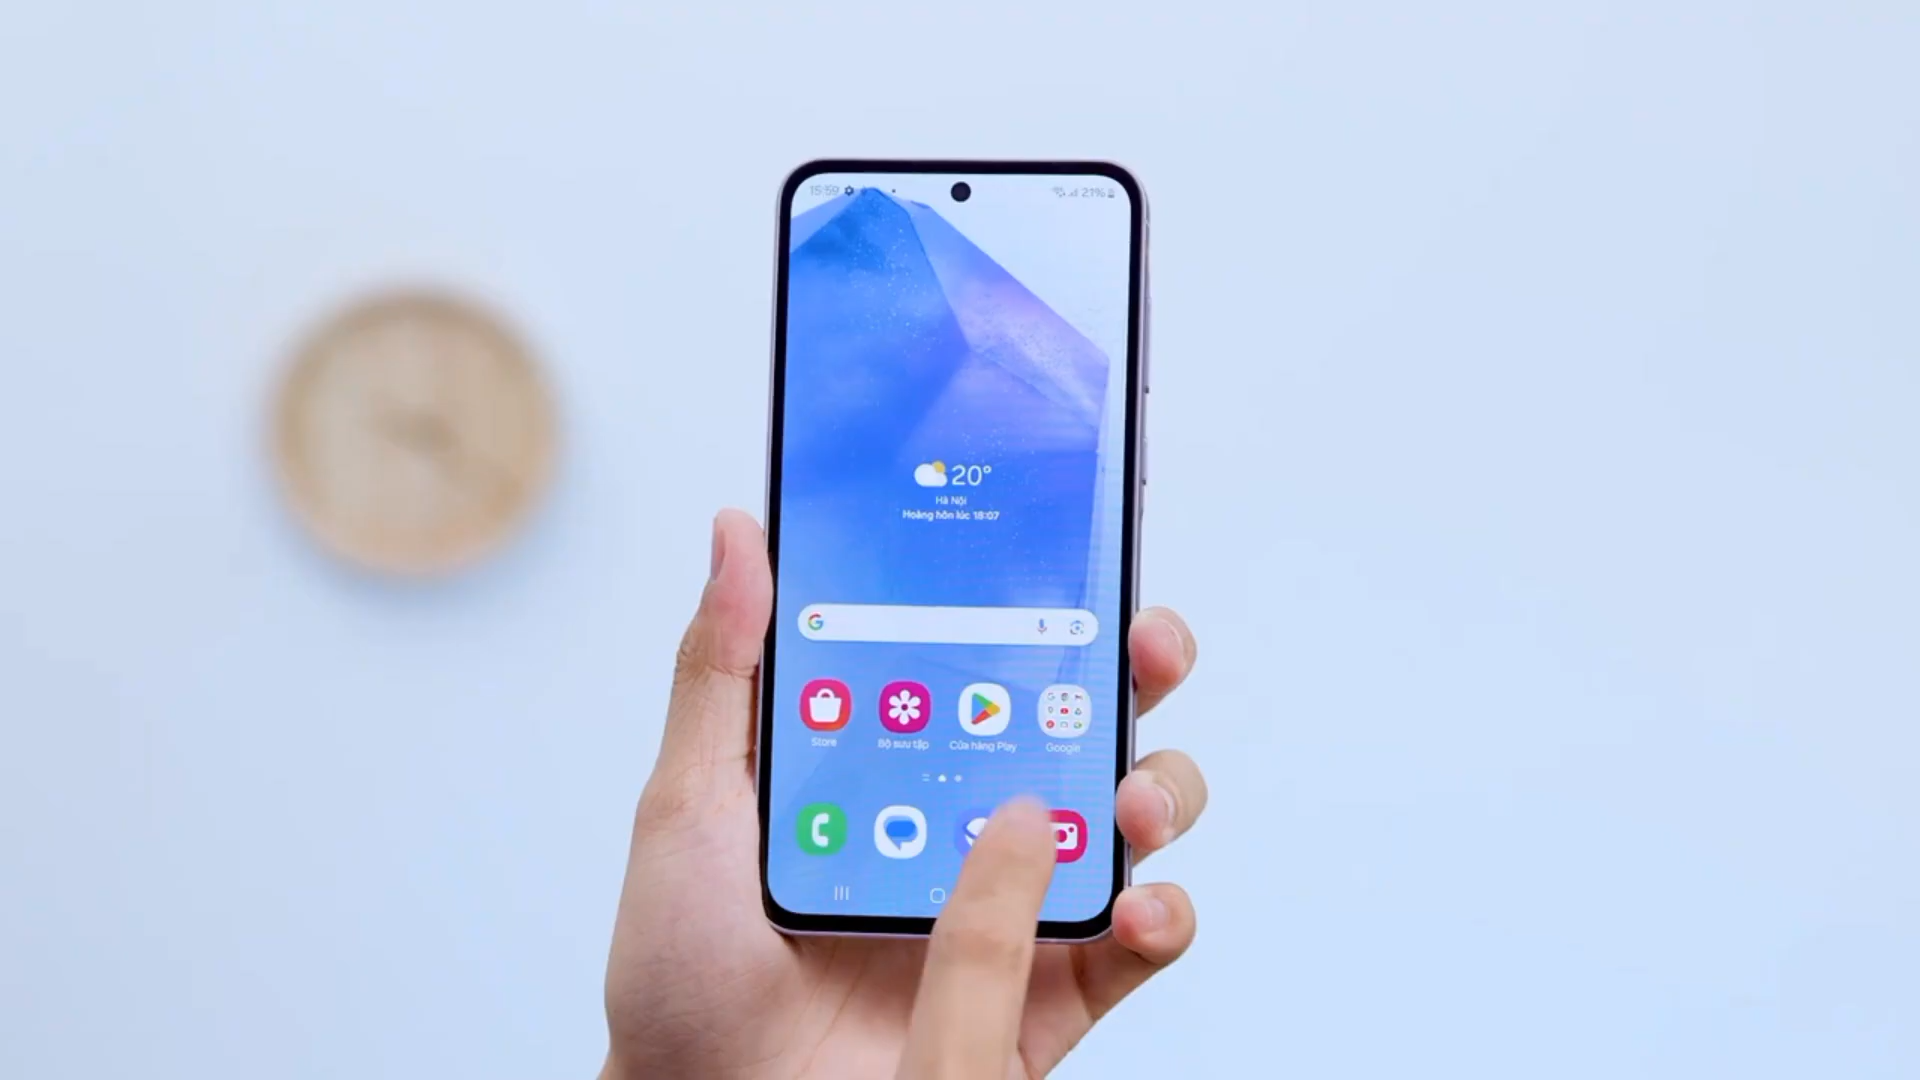 15:59
21%
20°
Hà Nội
Hoàng hôn lúc 18:07
Store
Bộ sưu tập
Cửa hàng Play
Google